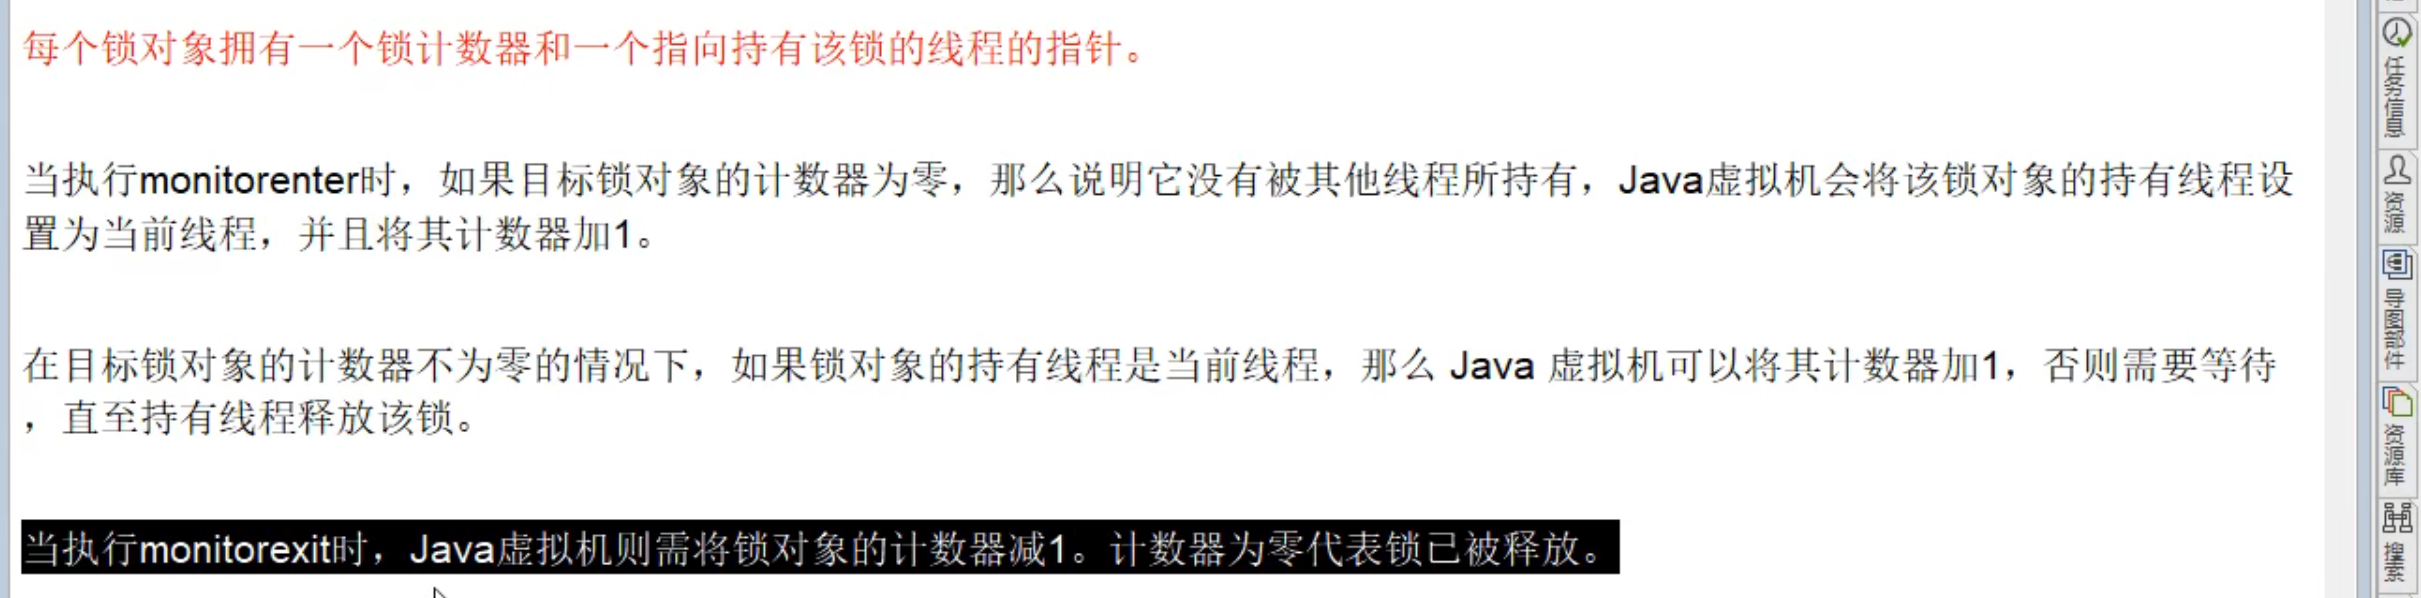 每个锁对象拥有一个锁计数器和一个指向持有该锁的线程的指针。
当执行monitorenter时，如果目标锁对象的计数器为零，那么说明它没有被其他线程所持有，Java虚拟机会将该锁对象的持有线程设
置为当前线程，并且将其计数器加1。
在目标锁对象的计数器不为零的情况下，如果锁对象的持有线程是当前线程，那么 Java 虚拟机可以将其计数器加1，否则需要等待
，直至持有线程释放该锁。
当执行monitorexit时，Java虚拟机则需将锁对象的计数器减1。计数器为零代表锁已被释放。
任务信息
资源
导图部件
资源库
搜索